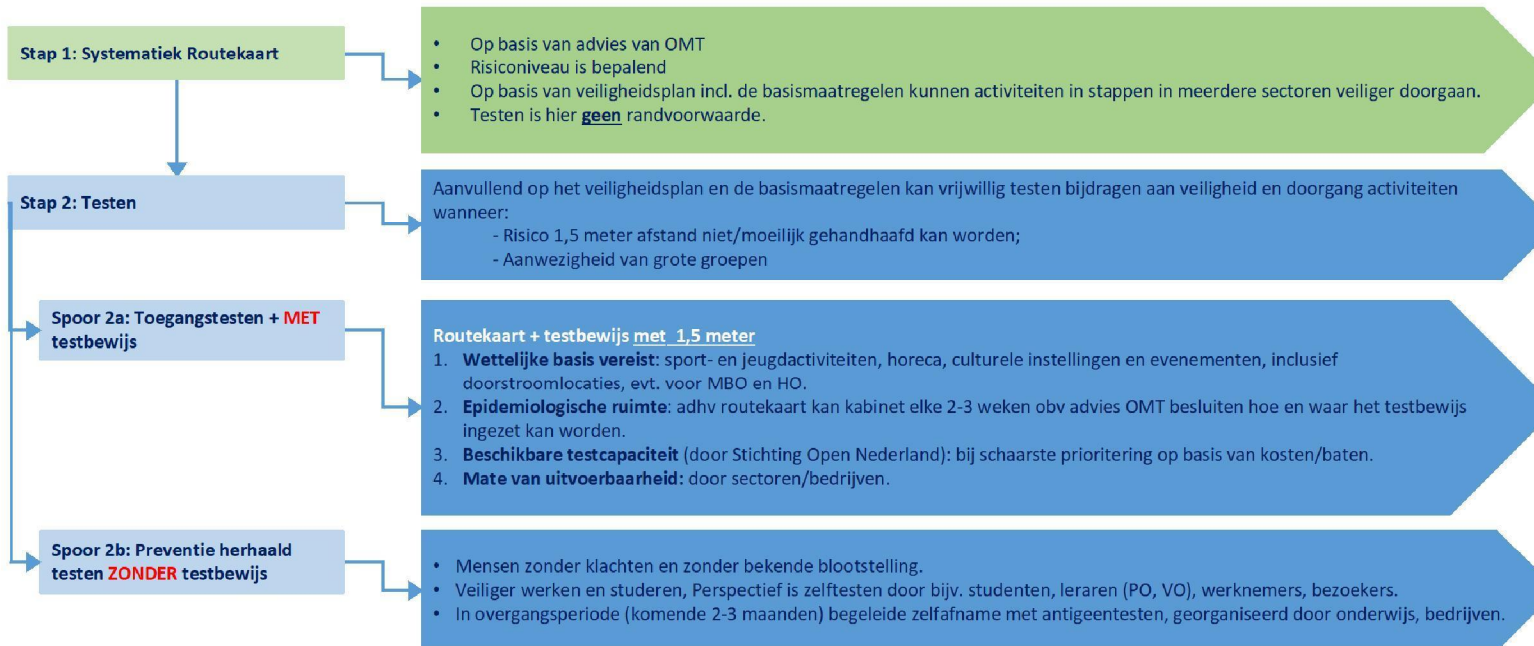 Stap 1: Systematiek Routekaart
• Op basis van advies van OMT
• Risiconiveau is bepalend
• Op basis van veiligheidsplan incl. de basismaatregelen kunnen activiteiten in stappen in meerdere sectoren veiliger doorgaan.
• Testen is hier geen randvoorwaarde.
Stap 2: Testen
Aanvullend op het veiligheidsplan en de basismaatregelen kan vrijwillig testen bijdragen aan veiligheid en doorgang activiteiten
wanneer:
- Risico 1,5 meter afstand niet/moeilijk gehandhaafd kan worden;
- Aanwezigheid van grote groepen
Spoor 2a: Toegangstesten + MET
testbewijs
Routekaart + testbewijs met 1,5 meter
1. Wettelijke basis vereist: sport- en jeugdactiviteiten, horeca, culturele instellingen en evenementen, inclusief
doorstroomlocaties, evt. voor MBO en HO.
2. Epidemiologische ruimte: adhv routekaart kan kabinet elke 2-3 weken obv advies OMT besluiten hoe en waar het testbewijs
ingezet kan worden.
3. Beschikbare testcapaciteit (door Stichting Open Nederland): bij schaarste prioritering op basis van kosten/baten.
4. Mate van uitvoerbaarheid: door sectoren/bedrijven.
Spoor 2b: Preventie herhaald
testen ZONDER testbewijs
• Mensen zonder klachten en zonder bekende blootstelling.
• Veiliger werken en studeren, Perspectief is zelftesten door bijv. studenten, leraren (PO, VO), werknemers, bezoekers.
• In overgangsperiode (komende 2-3 maanden) begeleide zelfafname met antigeentesten, georganiseerd door onderwijs, bedrijven.